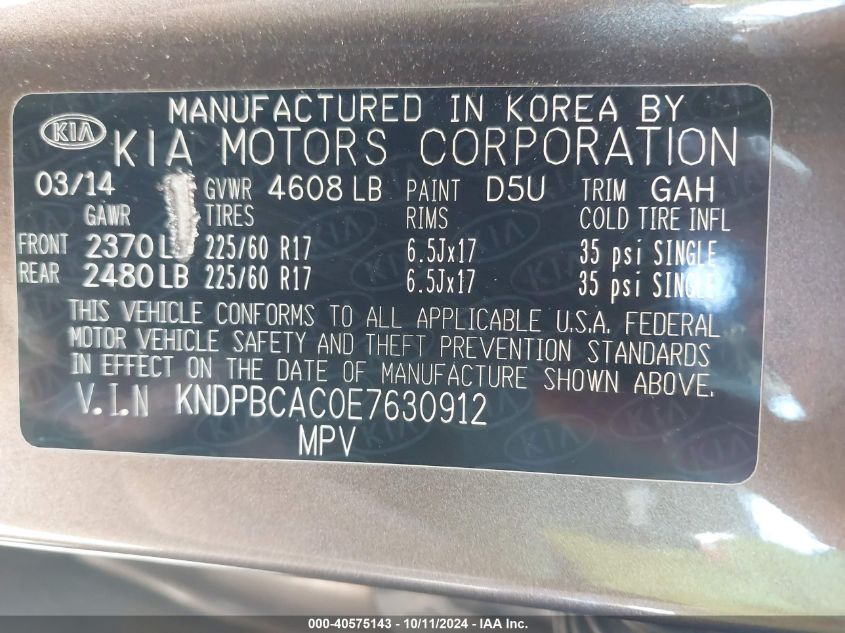 MANUFACTURED IN KOREA BY
KIA KIA MOTORS CORPORATION
03/14 GVWR 4608 LB PAINT D5U TRIM GAH
GAWR TIRES RIMS COLD TIRE INFL
FRONT 2370 225/60 R17 6.5Jx17 35 psi SINGLE
REAR 2480 LB 225/60 R17 6.5Jx17 35 psi SINGLE
THIS VEHICLE CONFORMS TO ALL APPLICABLE U.S.A. FEDERAL
MOTOR VEHICLE SAFETY AND THEFT PREVENTION STANDARDS
IN EFFECT ON THE DATE OF MANUFACTURE SHOWN ABOVE.
V.I.N KNDPBCAC0E7630912
MPV
000-40575143 - 10/11/2024 - IAA Inc.